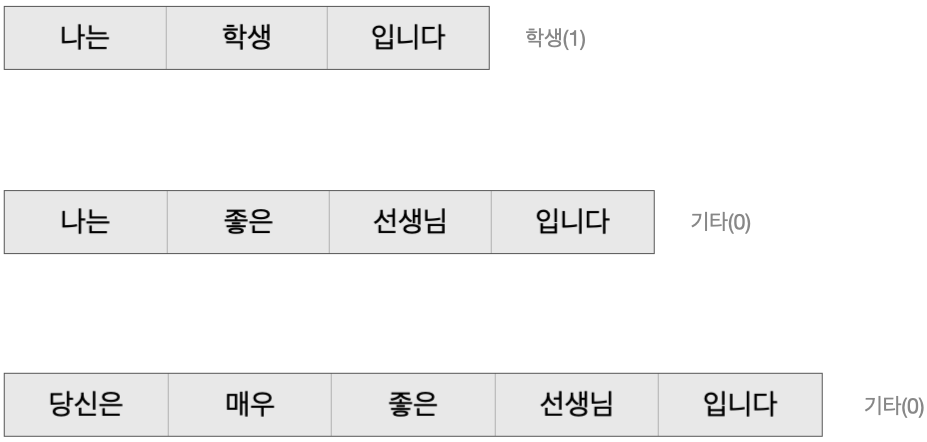 나는 학생 입니다 학생(1)
나는 좋은 선생님 입니다 기타(0)
당신은 매우 좋은 선생님 입니다 기타(0)